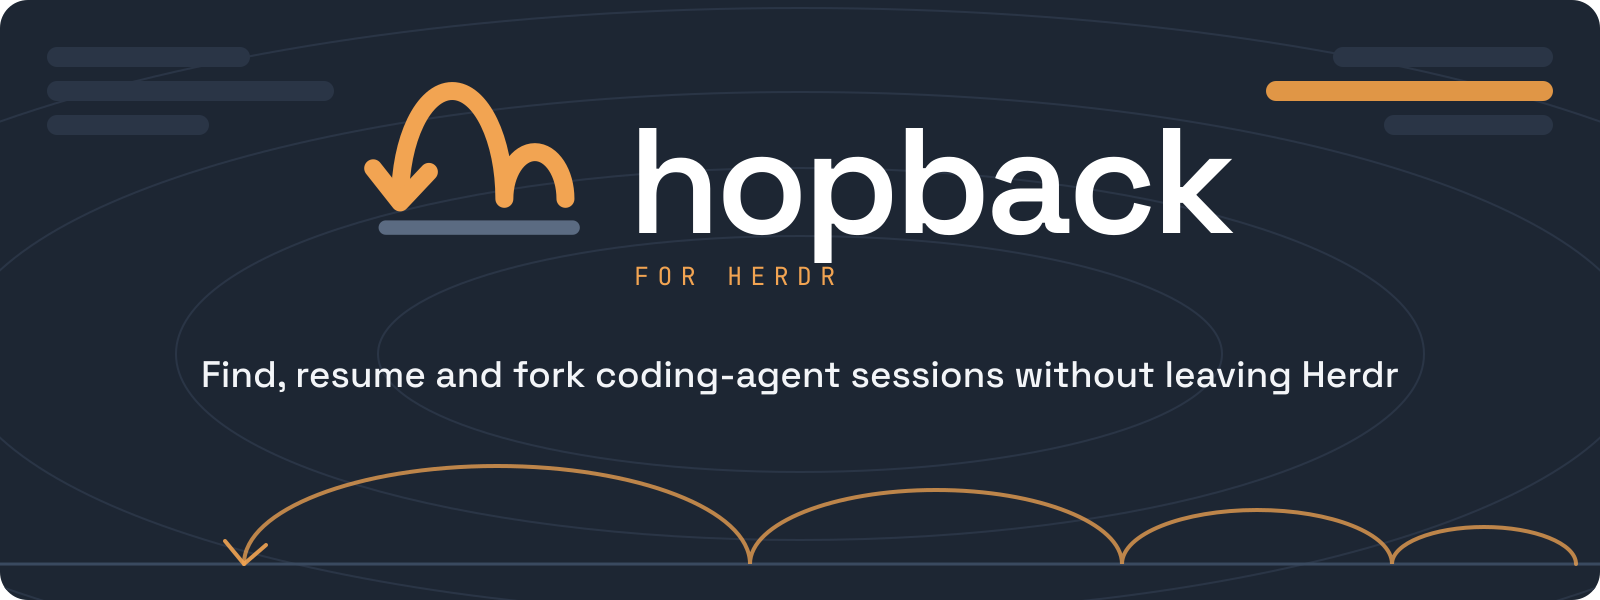 hopback
FOR HERDR
Find, resume and fork coding-agent sessions without leaving Herdr